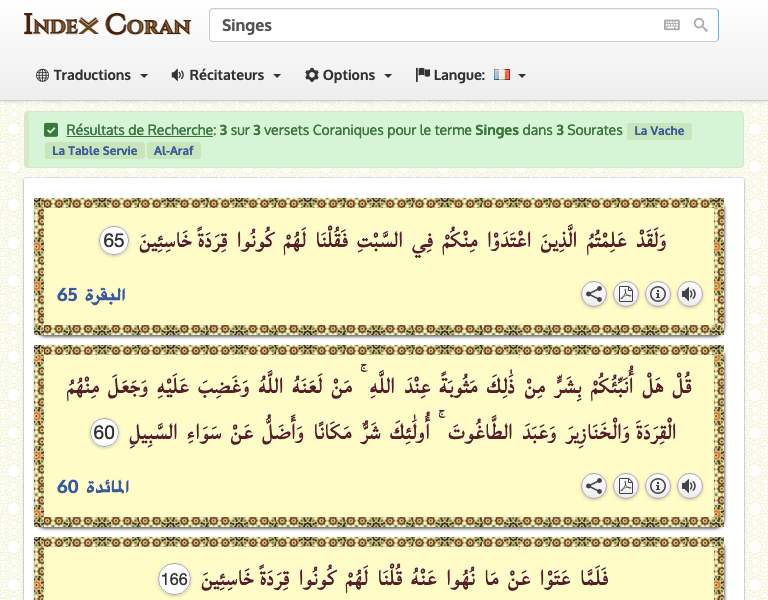 INDEX CORAN
Singes
Traductions
Récitateurs
Options
Langue:
Résultats de Recherche: 3 sur 3 versets Coraniques pour le terme Singes dans 3 Sourates La Vache
La Table Servie Al-Araf
وَلَقَدْ عَلِمْتُمُ الَّذِينَ اعْتَدَوْا مِنْكُمْ فِي السَّبْتِ فَقُلْنَا لَهُمْ كُونُوا قِرَدَةً خَاسِئِينَ 65
البقرة 65
قُلْ هَلْ أُنَبِّئُكُمْ بِشَرٍّ مِنْ ذَٰلِكَ مَثُوبَةً عِنْدَ اللَّهِ ۚ مَنْ لَعَنَهُ اللَّهُ وَغَضِبَ عَلَيْهِ وَجَعَلَ مِنْهُمُ
الْقِرَدَةَ وَالْخَنَازِيرَ وَعَبَدَ الطَّاغُوتَ ۚ أُولَٰئِكَ شَرٌّ مَكَانًا وَأَضَلُّ عَنْ سَوَاءِ السَّبِيلِ 60
المائدة 60
فَلَمَّا عَتَوْا عَنْ مَا نُهُوا عَنْهُ قُلْنَا لَهُمْ كُونُوا قِرَدَةً خَاسِئِينَ 166